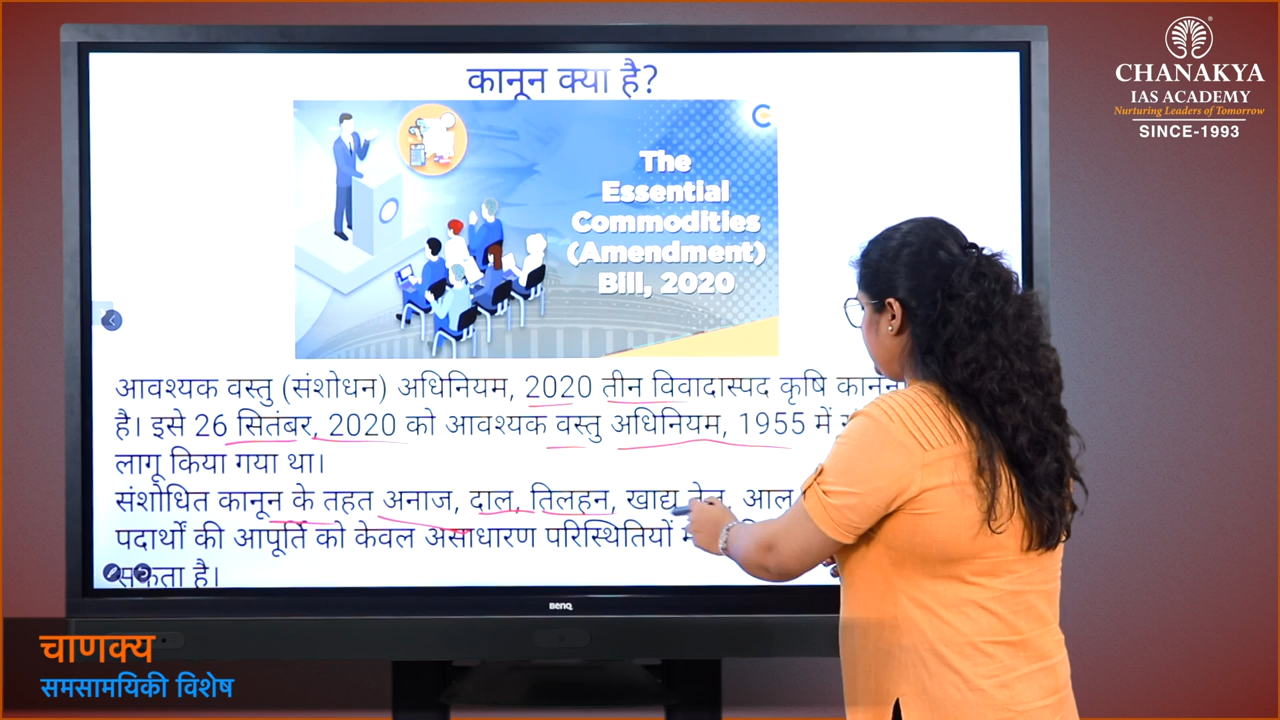 कानून क्या है?
The
Essential
Commodities
(Amendment)
Bill, 2020
आवश्यक वस्तु (संशोधन) अधिनियम, 2020 तीन विवादास्पद कृषि कानून
है। इसे 26 सितंबर, 2020 को आवश्यक वस्तु अधिनियम, 1955 में
लागू किया गया था।
संशोधित कानून के तहत अनाज, दाल, तिलहन, खाद्य
पदार्थों की आपूर्ति को केवल असाधारण परिस्थितियों
सकता है।
BenQ
CHANAKYA
IAS ACADEMY
Nurturing Leaders of Tomorrow
SINCE-1993
चाणक्य
समसामयिकी विशेष